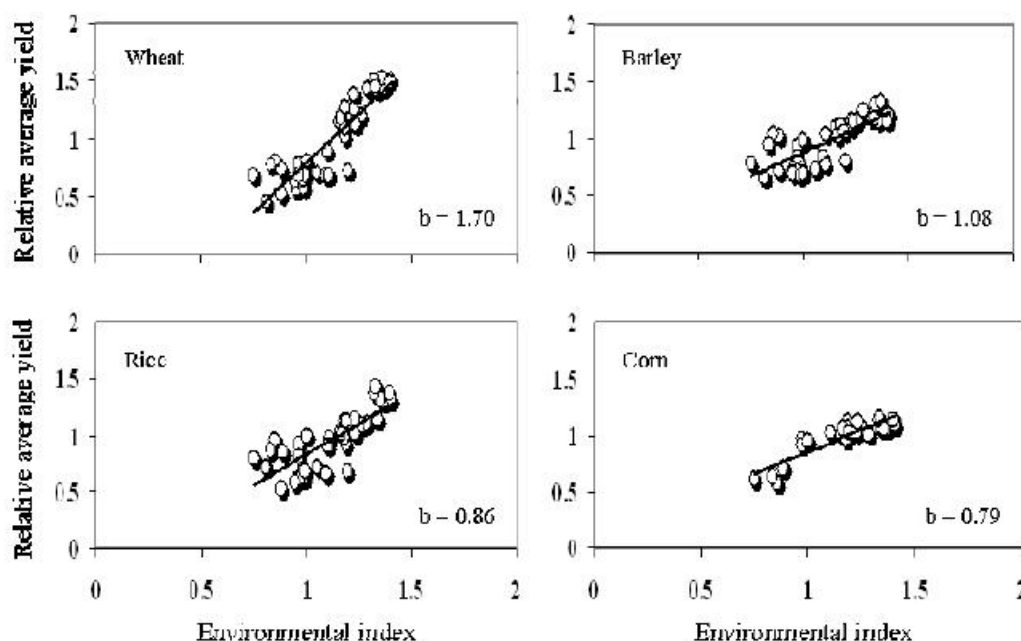 Relative average yield
2
1.5
1
0.5
0
Wheat
b = 1.70
2
1.5
1
0.5
0
Barley
b = 1.08
Relative average yield
2
1.5
1
0.5
0
Rice
b = 0.86
0 0.5 1 1.5 2
Environmental index
2
1.5
1
0.5
0
Corn
b = 0.79
0 0.5 1 1.5 2
Environmental index